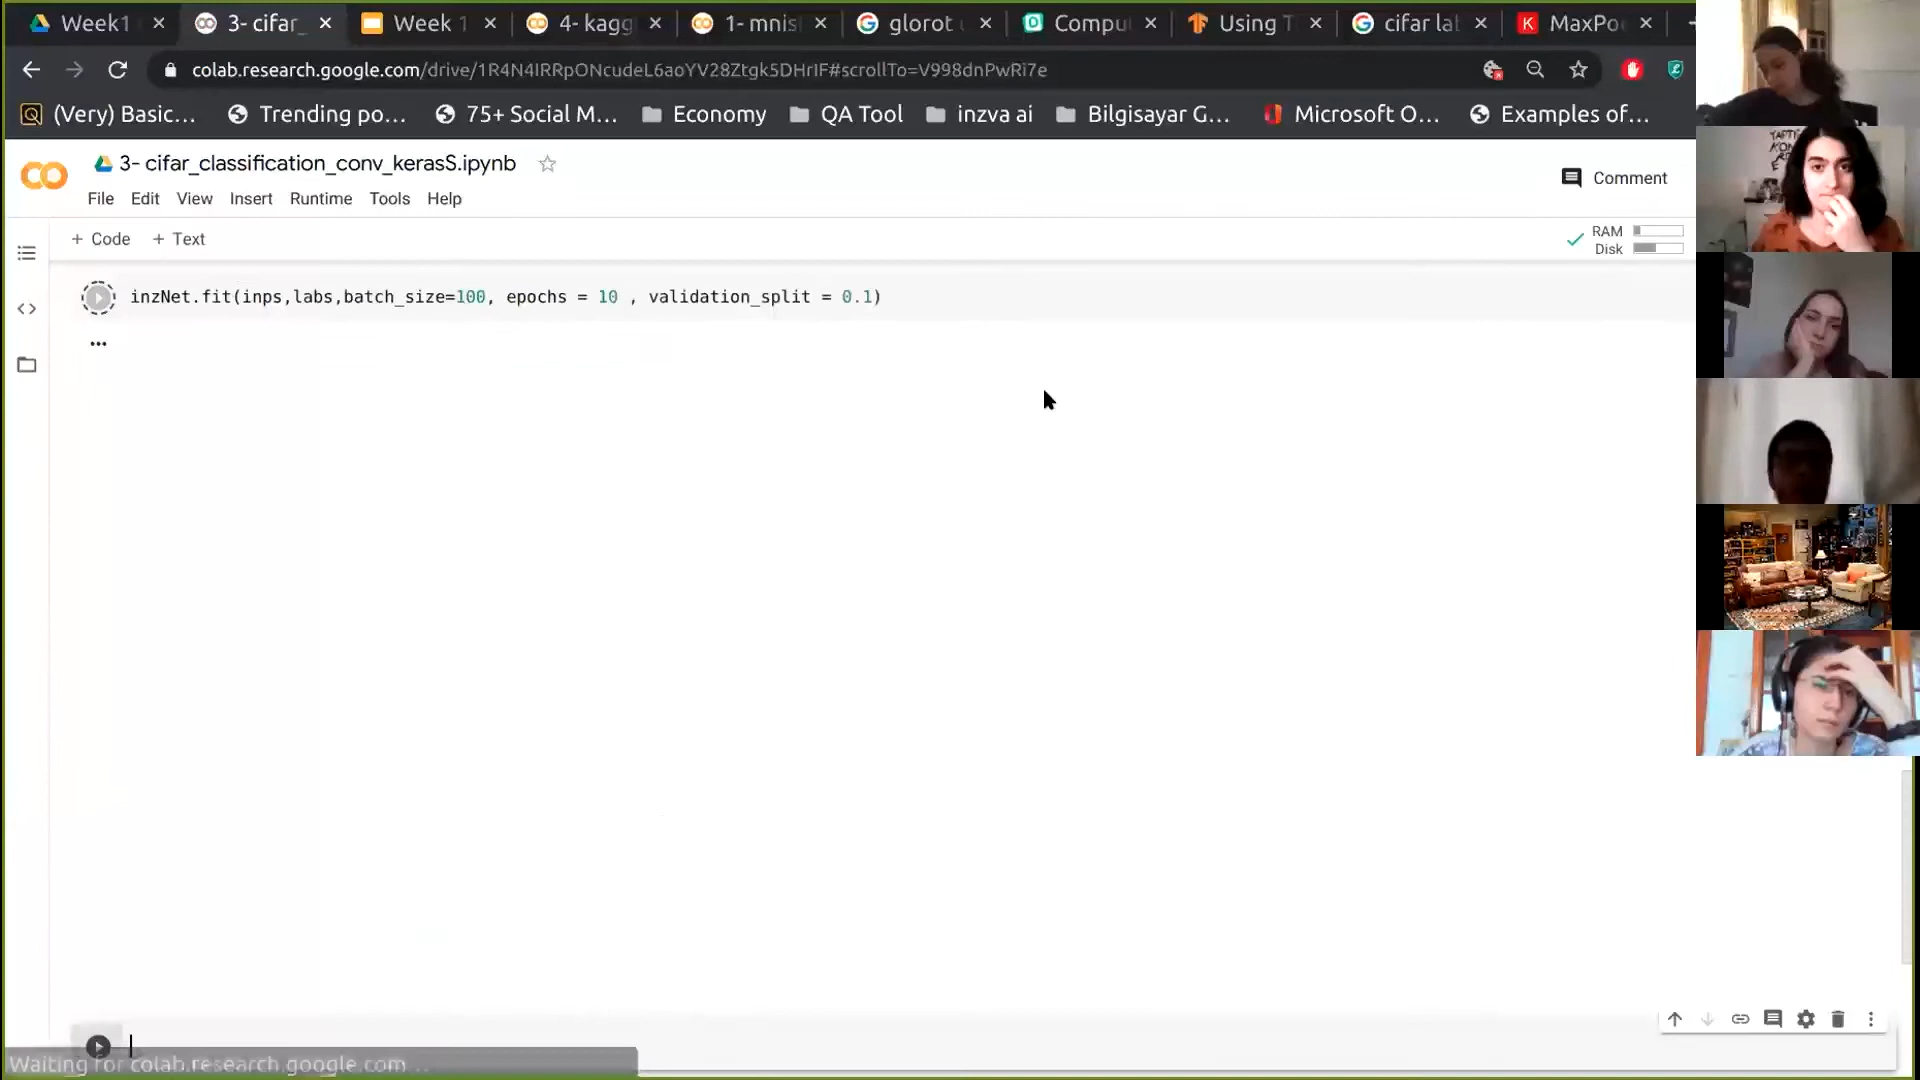 Week1
3- cifar_
Week 1
4- kagg
1- mnis
glorot
Compu
Using T
cifar lab
MaxPoo
colab.research.google.com/drive/1R4N4IRRpONcudeL6aoYV28Ztgk5DHrIF#scrollTo=V998dnPwRi7e
(Very) Basic...
Trending po...
75+ Social M...
Economy
QA Tool
inzva ai
Bilgisayar G...
Microsoft O...
Examples of...
3- cifar_classification_conv_kerasS.ipynb
Comment
File Edit View Insert Runtime Tools Help
+ Code + Text
RAM
Disk
inzNet.fit(inps,labs,batch_size=100, epochs = 10 , validation_split = 0.1)
...
Waiting for colab.research.google.com...